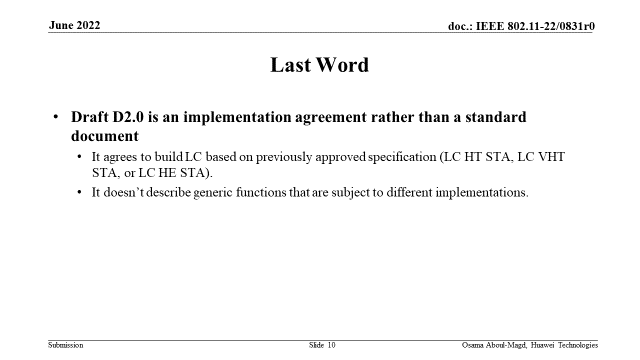 June 2022 doc.: IEEE 802.11-22/0831r0
Last Word
• Draft D2.0 is an implementation agreement rather than a standard
document
• It agrees to build LC based on previously approved specification (LC HT STA, LC VHT
STA, or LC HE STA).
• It doesn't describe generic functions that are subject to different implementations.
Submission Slide 10 Osama Aboul-Magd, Huawei Technologies